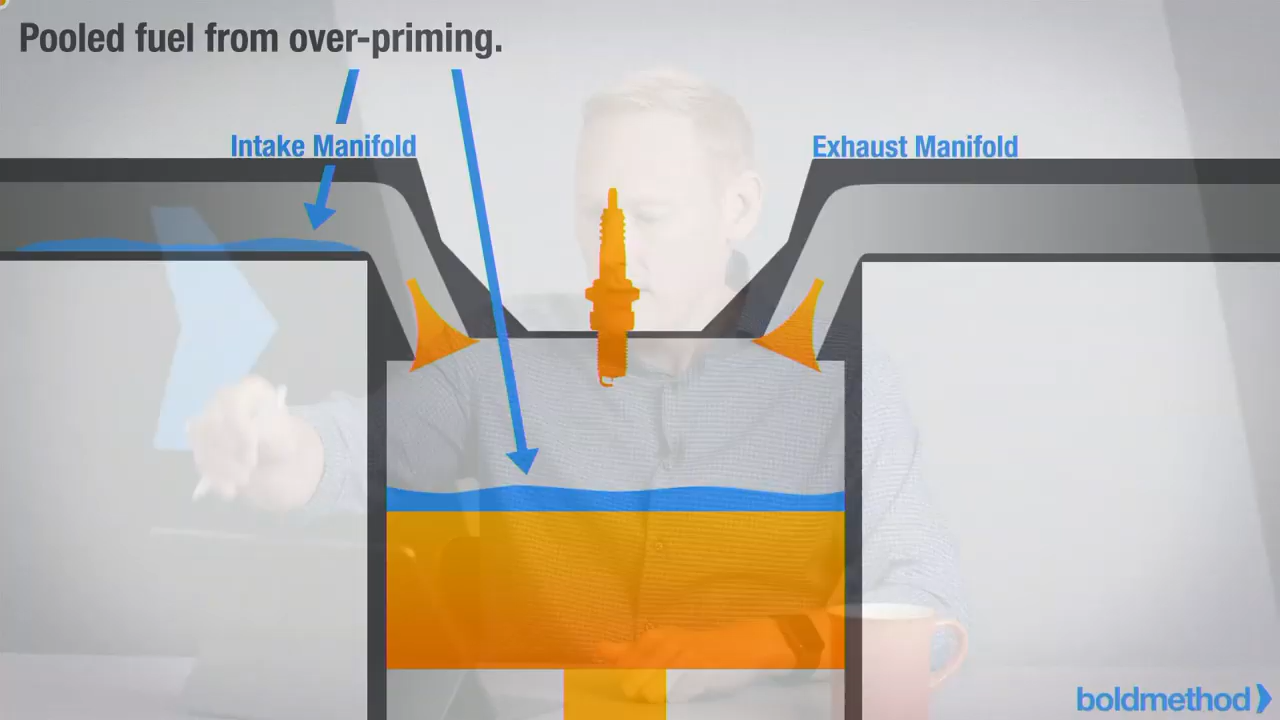 Pooled fuel from over-priming.
Intake Manifold
Exhaust Manifold
boldmethod